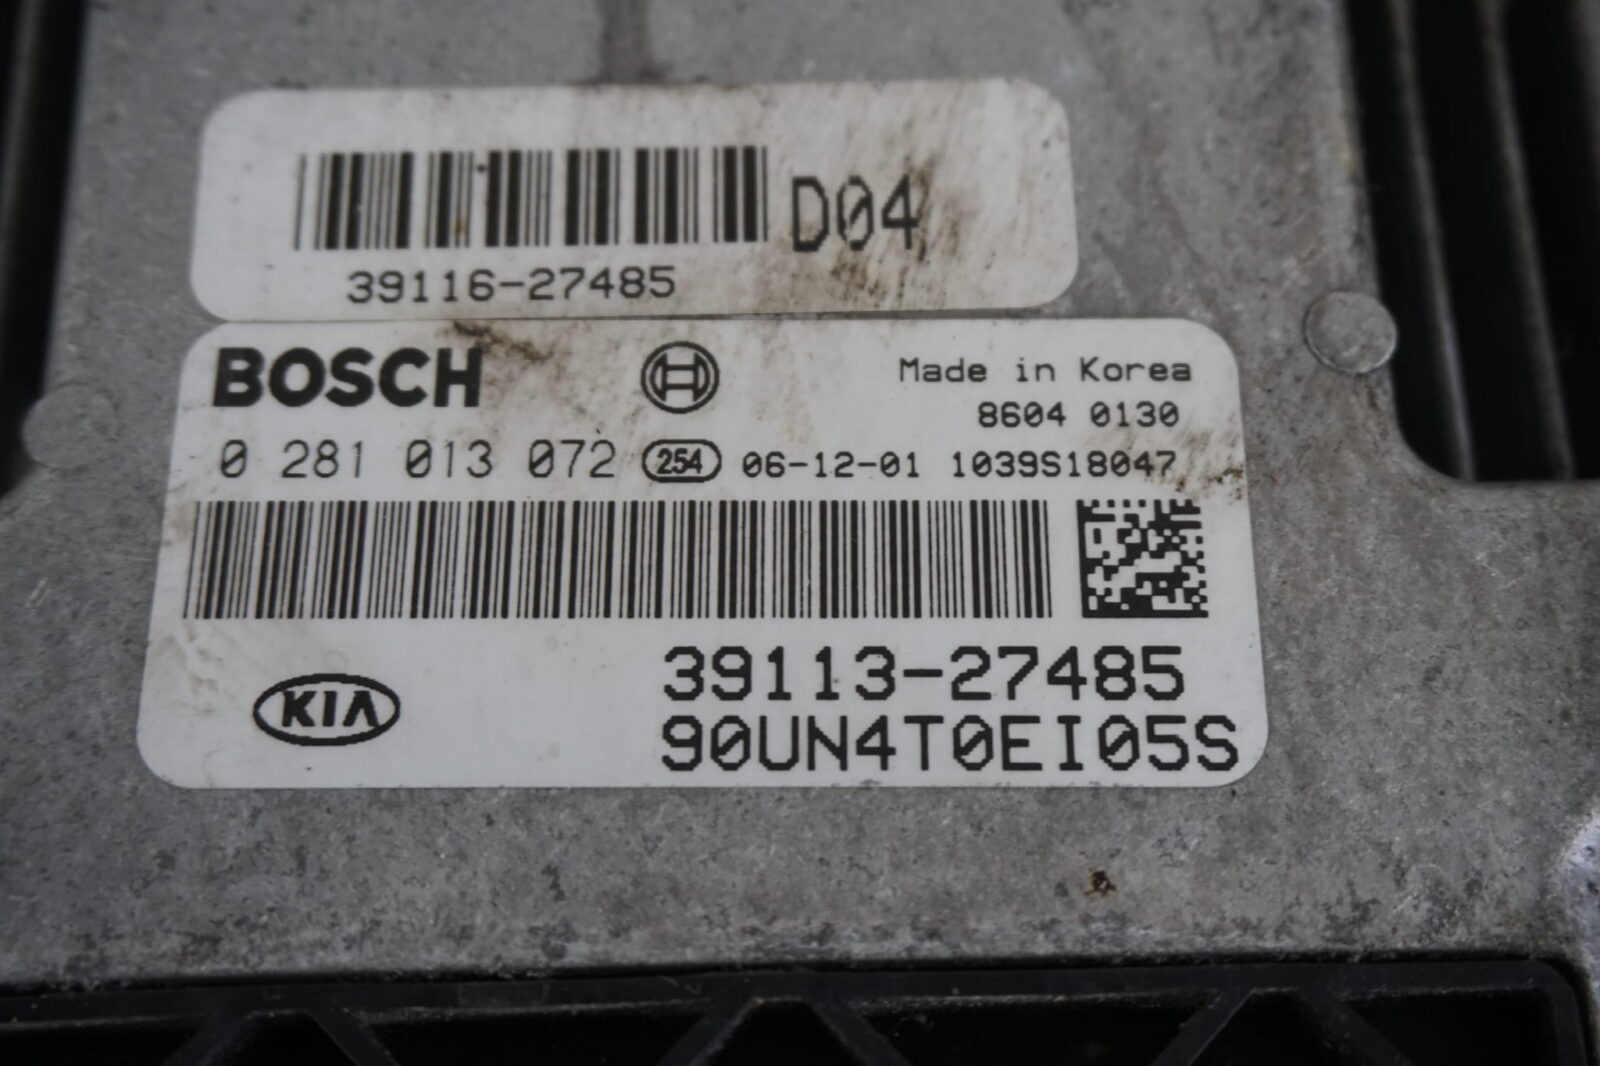 D04
39116-27485
BOSCH
Made in Korea
8604 0130
0 281 013 072 254 06-12-01 1039S18047
39113-27485
KIA
90UN4T0EI05S